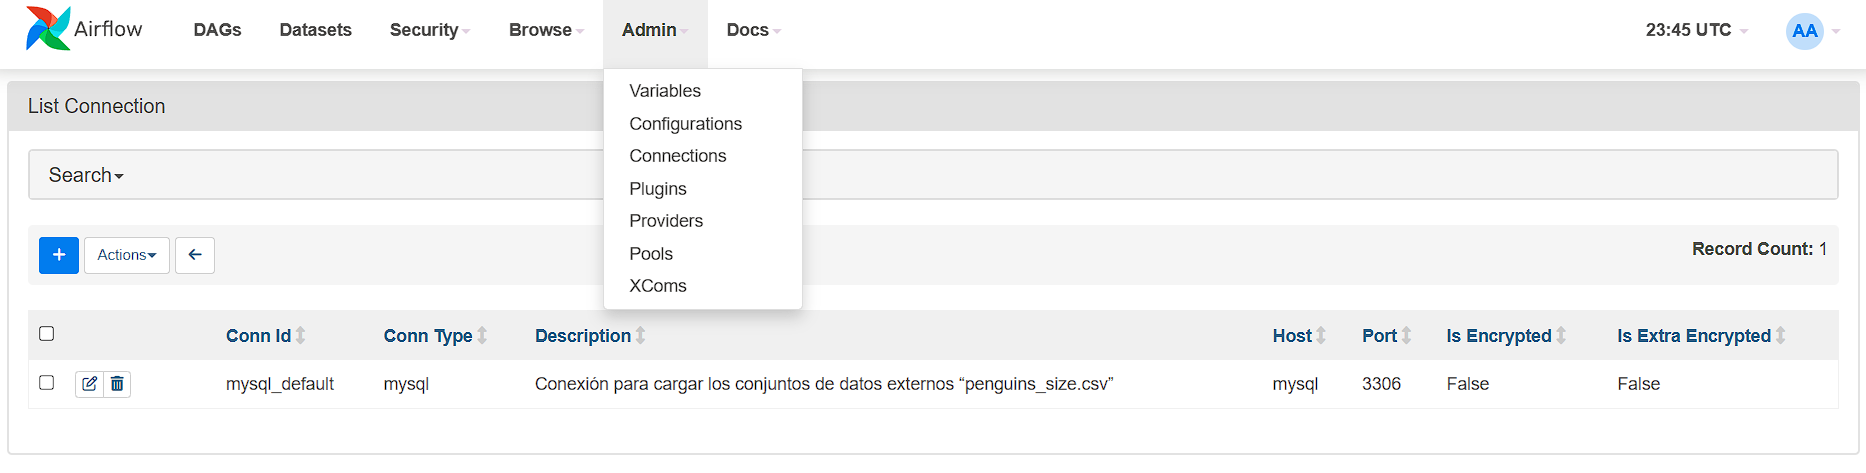 Airflow DAGs Datasets Security Browse Admin Docs 23:45 UTC AA
List Connection
Search
Variables
Configurations
Connections
Plugins
Providers
Pools
XComs
+ Actions
Record Count: 1
Conn Id Conn Type Description Host Port Is Encrypted Is Extra Encrypted
mysql_default mysql Conexión para cargar los conjuntos de datos externos “penguins_size.csv” mysql 3306 False False